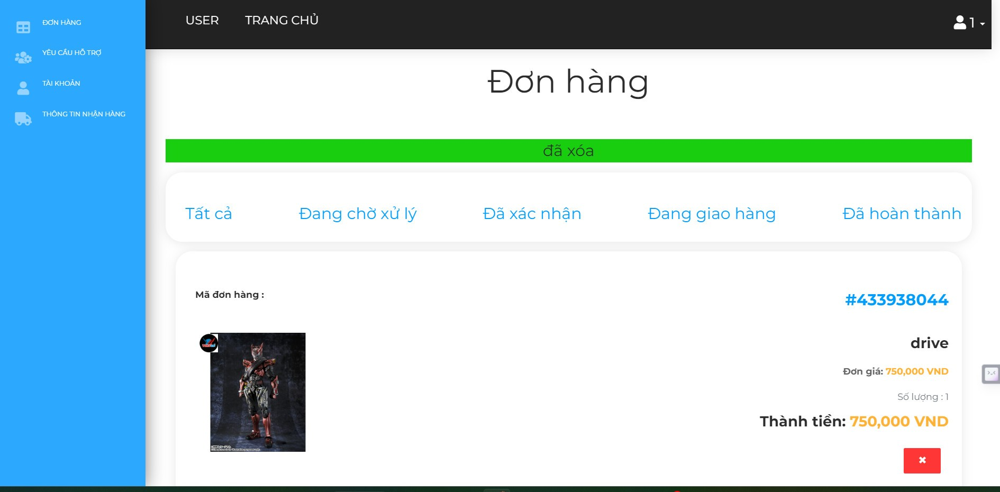 ĐƠN HÀNG
YÊU CẦU HỖ TRỢ
TÀI KHOẢN
THÔNG TIN NHẬN HÀNG
USER
TRANG CHỦ
1
Đơn hàng
đã xóa
Tất cả
Đang chờ xử lý
Đã xác nhận
Đang giao hàng
Đã hoàn thành
Mã đơn hàng :
#433938044
drive
Đơn giá: 750,000 VND
Số lượng : 1
Thành tiền: 750,000 VND